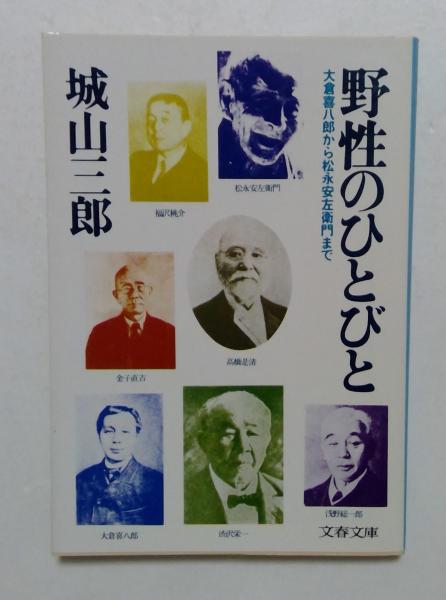 野性のひとびと
大倉喜八郎から松永安左衛門まで
城山三郎
松永安左衛門
福沢桃介
高橋是清
金子直吉
浅野総一郎
渋沢栄一
大倉喜八郎
文春文庫